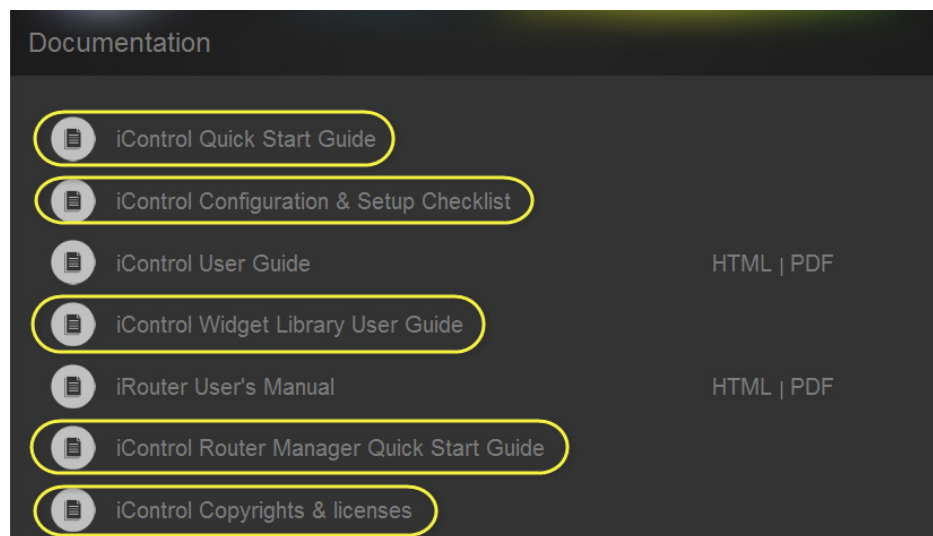 Documentation
iControl Quick Start Guide
iControl Configuration & Setup Checklist
iControl User Guide HTML | PDF
iControl Widget Library User Guide
iRouter User's Manual HTML | PDF
iControl Router Manager Quick Start Guide
iControl Copyrights & licenses